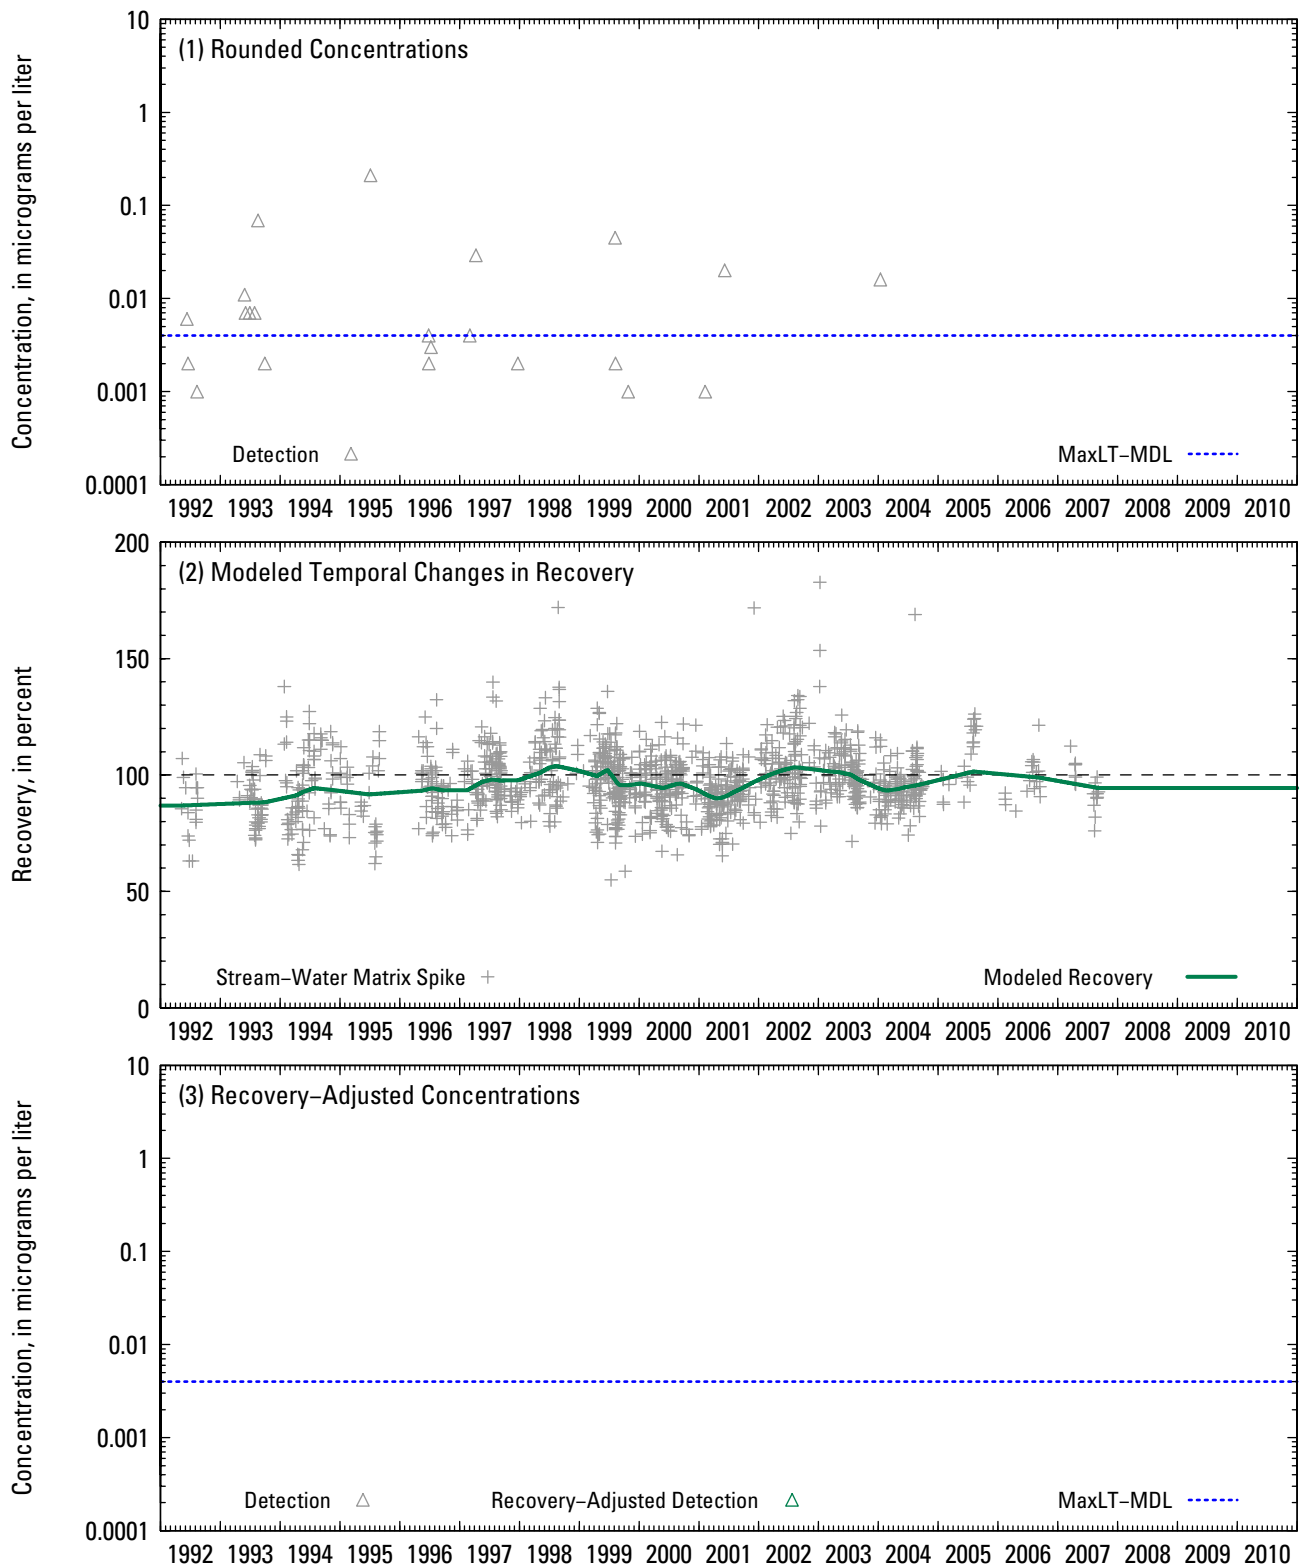 (1) Rounded Concentrations
Concentration, in micrograms per liter
10
1
0.1
0.01
0.001
0.0001
Detection
MaxLT–MDL
1992 1993 1994 1995 1996 1997 1998 1999 2000 2001 2002 2003 2004 2005 2006 2007 2008 2009 2010
(2) Modeled Temporal Changes in Recovery
Recovery, in percent
200
150
100
50
0
Stream–Water Matrix Spike
Modeled Recovery
1992 1993 1994 1995 1996 1997 1998 1999 2000 2001 2002 2003 2004 2005 2006 2007 2008 2009 2010
(3) Recovery–Adjusted Concentrations
Concentration, in micrograms per liter
10
1
0.1
0.01
0.001
0.0001
Detection
Recovery–Adjusted Detection
MaxLT–MDL
1992 1993 1994 1995 1996 1997 1998 1999 2000 2001 2002 2003 2004 2005 2006 2007 2008 2009 2010